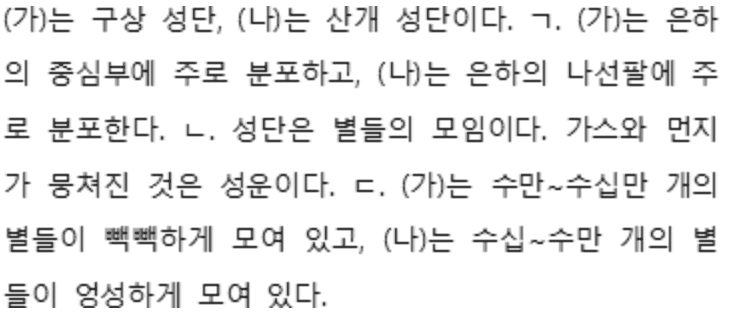 (가)는 구상 성단, (나)는 산개 성단이다. ㄱ. (가)는 은하
의 중심부에 주로 분포하고, (나)는 은하의 나선팔에 주
로 분포한다. ㄴ. 성단은 별들의 모임이다. 가스와 먼지
가 뭉쳐진 것은 성운이다. ㄷ. (가)는 수만~수십만 개의
별들이 빽빽하게 모여 있고, (나)는 수십~수만 개의 별
들이 엉성하게 모여 있다.